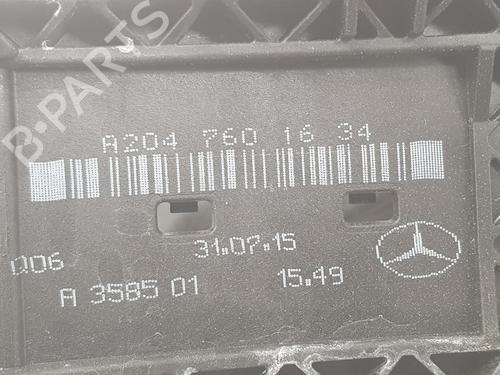 B-PARTS
A204 760 16 34
Q06 31.07.15
A 3585 01 15.49